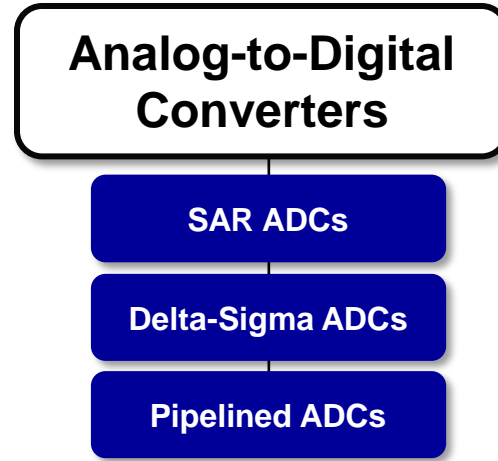 Analog-to-Digital
Converters
SAR ADCs
Delta-Sigma ADCs
Pipelined ADCs